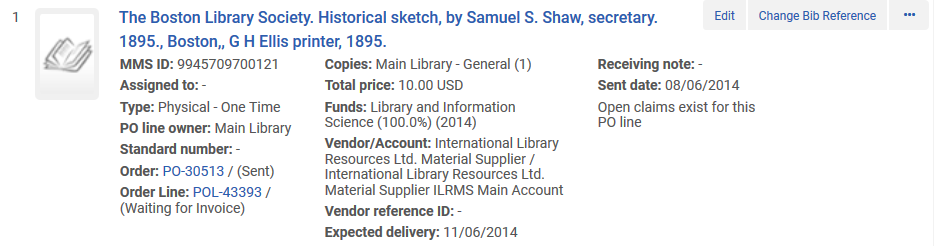 1
The Boston Library Society. Historical sketch, by Samuel S. Shaw, secretary.
1895., Boston,, G H Ellis printer, 1895.
Edit
Change Bib Reference
•••
MMS ID: 9945709700121
Assigned to: -
Type: Physical - One Time
PO line owner: Main Library
Standard number: -
Order: PO-30513 / (Sent)
Order Line: POL-43393 /
(Waiting for Invoice)
Copies: Main Library - General (1)
Total price: 10.00 USD
Funds: Library and Information
Science (100.0%) (2014)
Vendor/Account: International Library
Resources Ltd. Material Supplier /
International Library Resources Ltd.
Material Supplier ILRMS Main Account
Vendor reference ID: -
Expected delivery: 11/06/2014
Receiving note: -
Sent date: 08/06/2014
Open claims exist for this
PO line